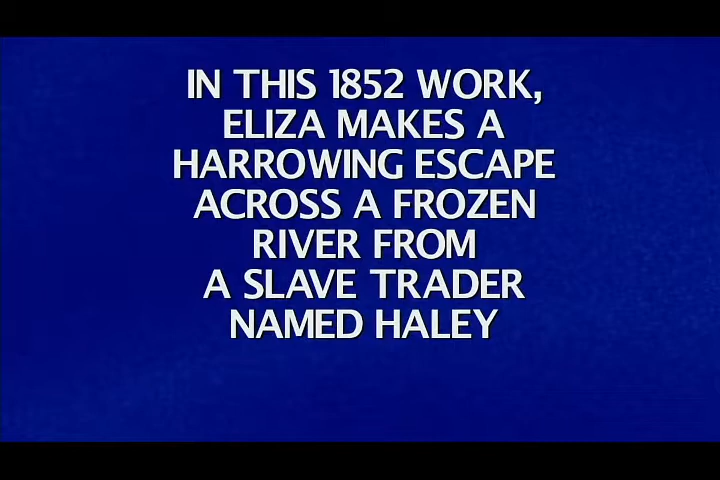 IN THIS 1852 WORK,
ELIZA MAKES A
HARROWING ESCAPE
ACROSS A FROZEN
RIVER FROM
A SLAVE TRADER
NAMED HALEY